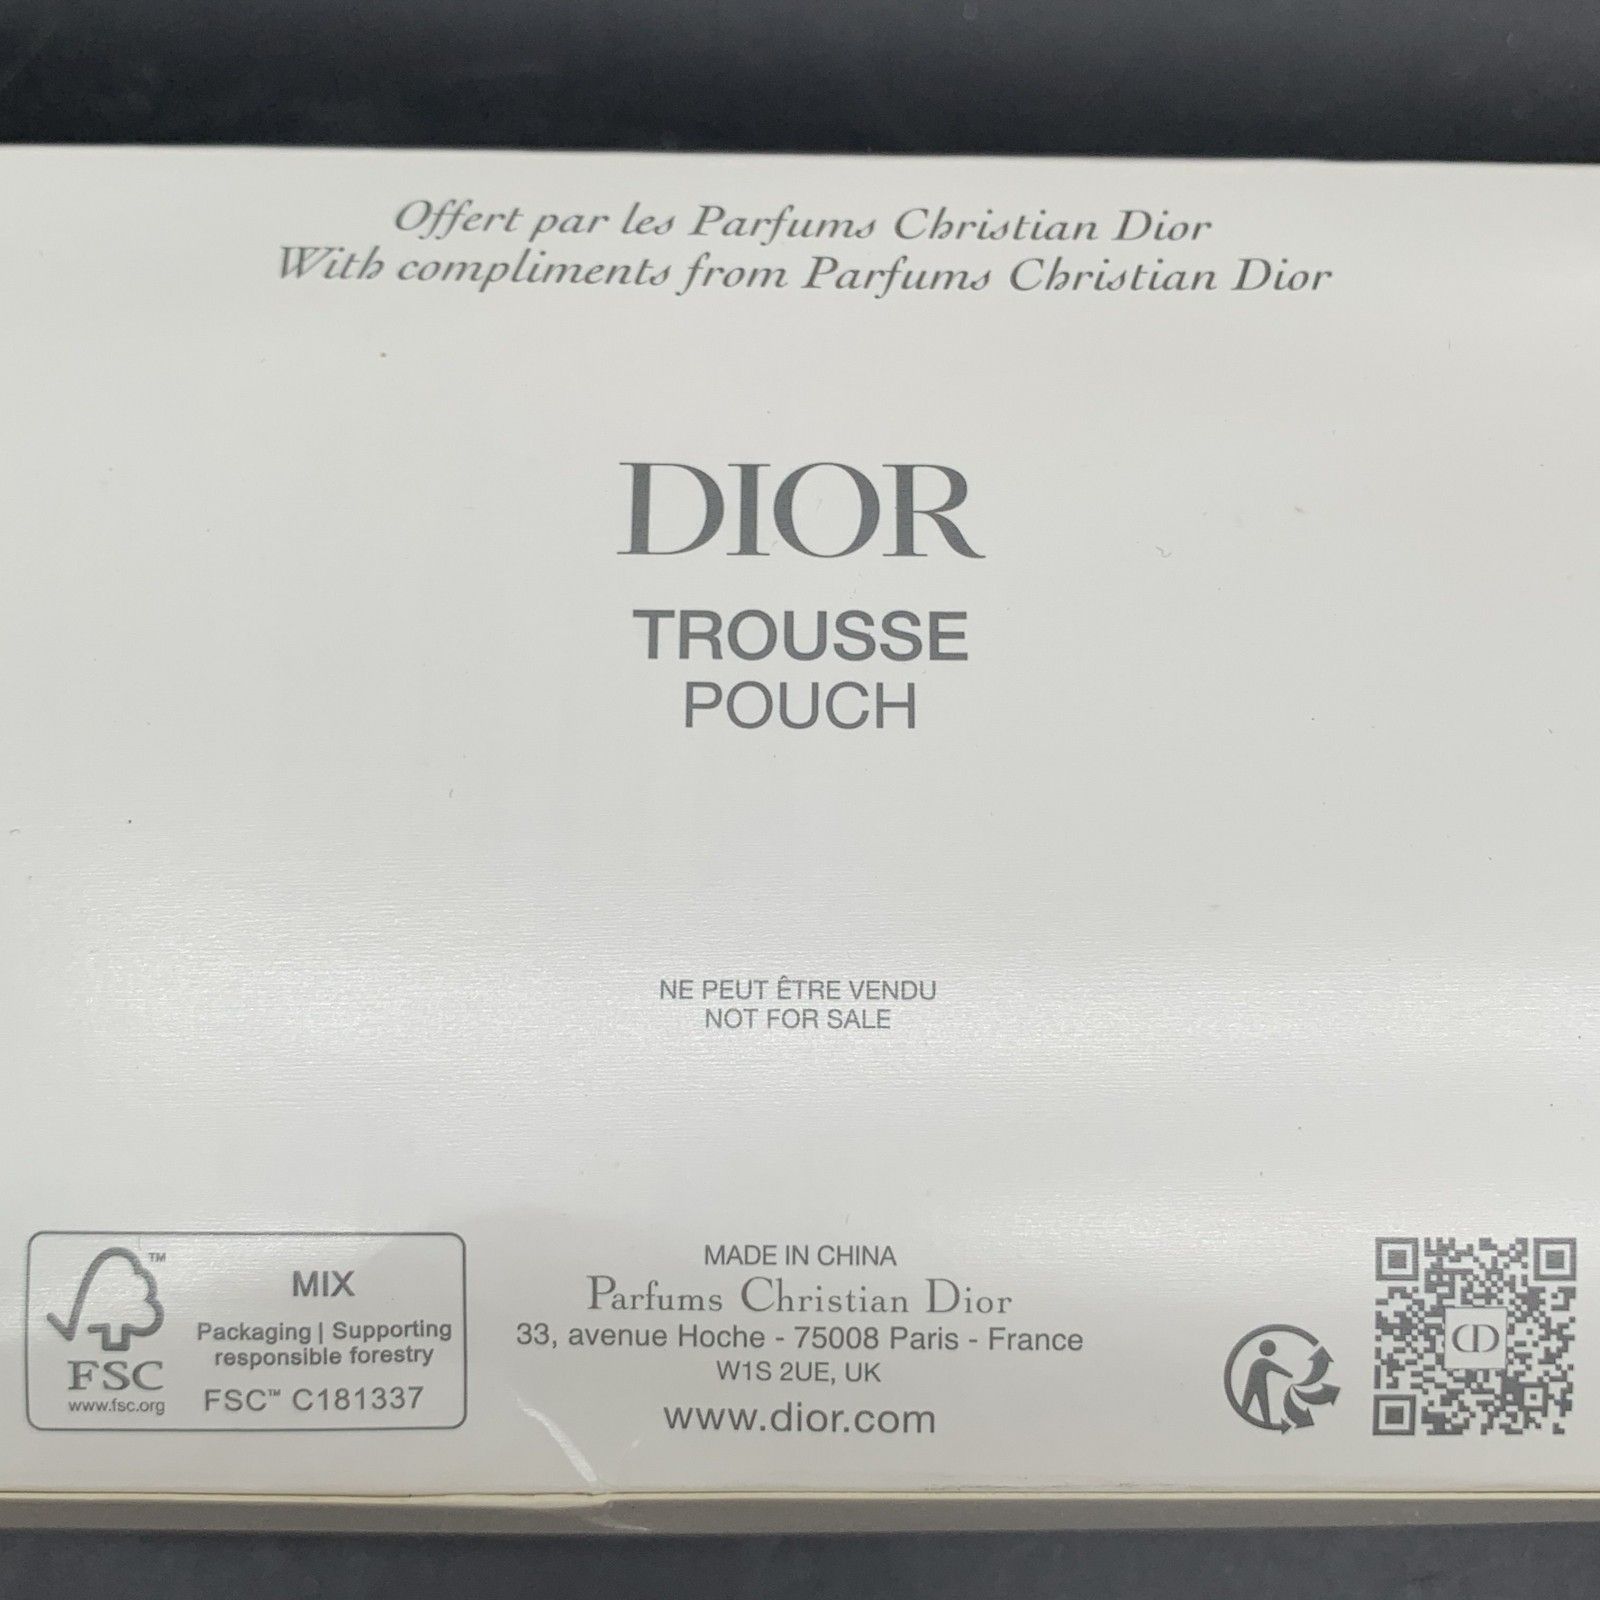 Offert par les Parfums Christian Dior
With compliments from Parfums Christian Dior
DIOR
TROUSSE
POUCH
NE PEUT ÊTRE VENDU
NOT FOR SALE
TM
FSC
www.fsc.org
MIX
Packaging | Supporting
responsible forestry
FSC™ C181337
MADE IN CHINA
Parfums Christian Dior
33, avenue Hoche - 75008 Paris - France
W1S 2UE, UK
www.dior.com
CD